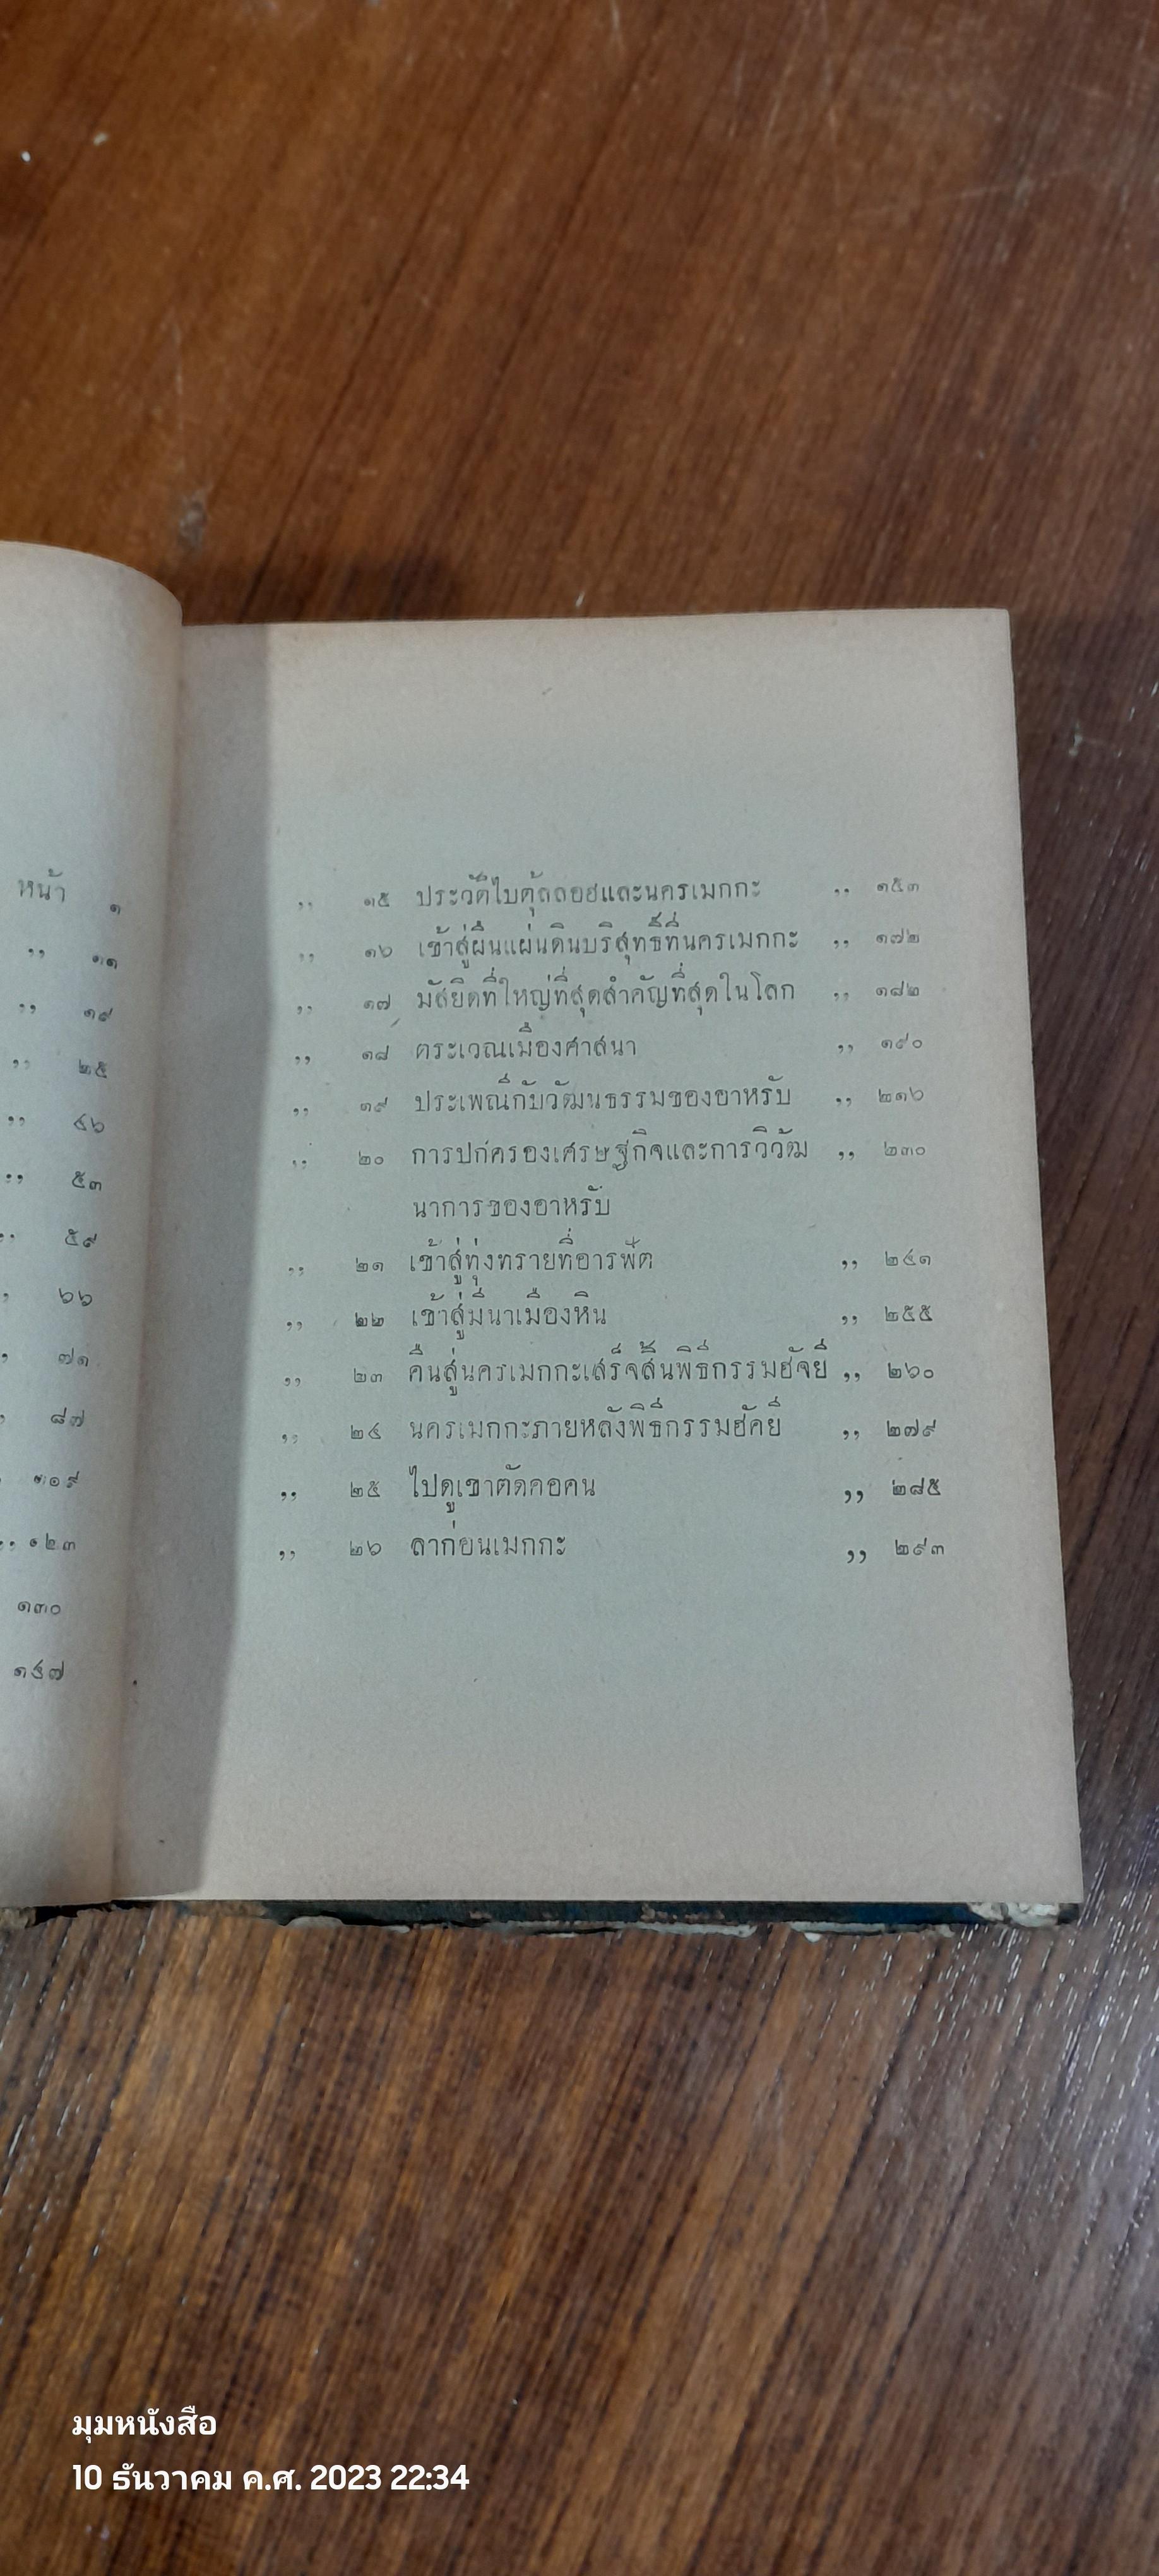 หน้า ๑
,, ๑๑
,, ๑๙
,, ๒๕
,, ๔๖
,, ๕๓
,, ๕๙
, ๖๖
, ๗๑
, ๘๗
, ๑๐๙
,, ๑๒๓
๑๓๐
๑๔๗
,, ๑๕ ประวัติไบตุ้ลลอฮและนครเมกกะ ,, ๑๕๓
,, ๑๖ เข้าสู่ผืนแผ่นดินบริสุทธิ์ที่นครเมกกะ ,, ๑๗๒
,, ๑๗ มัสยิดที่ใหญ่ที่สุดสำคัญที่สุดในโลก ,, ๑๘๒
,, ๑๘ ตระเวณเมืองศาสนา ,, ๑๙๐
,, ๑๙ ประเพณีกับวัฒนธรรมของอาหรับ ,, ๒๑๖
,, ๒๐ การปกครองเศรษฐกิจและการวิวัฒ ,, ๒๓๐
นาการของอาหรับ
,, ๒๑ เข้าสู่ทุ่งทรายที่อารพัต ,, ๒๔๑
,, ๒๒ เข้าสู่มีนาเมืองหิน ,, ๒๕๕
,, ๒๓ คืนสู่นครเมกกะเสร็จสิ้นพิธีกรรมฮัจยี ,, ๒๖๐
,, ๒๔ นครเมกกะภายหลังพิธีกรรมฮัคยี ,, ๒๗๙
,, ๒๕ ไปดูเขาตัดคอคน ,, ๒๘๕
,, ๒๖ ลาก่อนเมกกะ ,, ๒๙๓
มุมหนังสือ
10 ธันวาคม ค.ศ. 2023 22:34